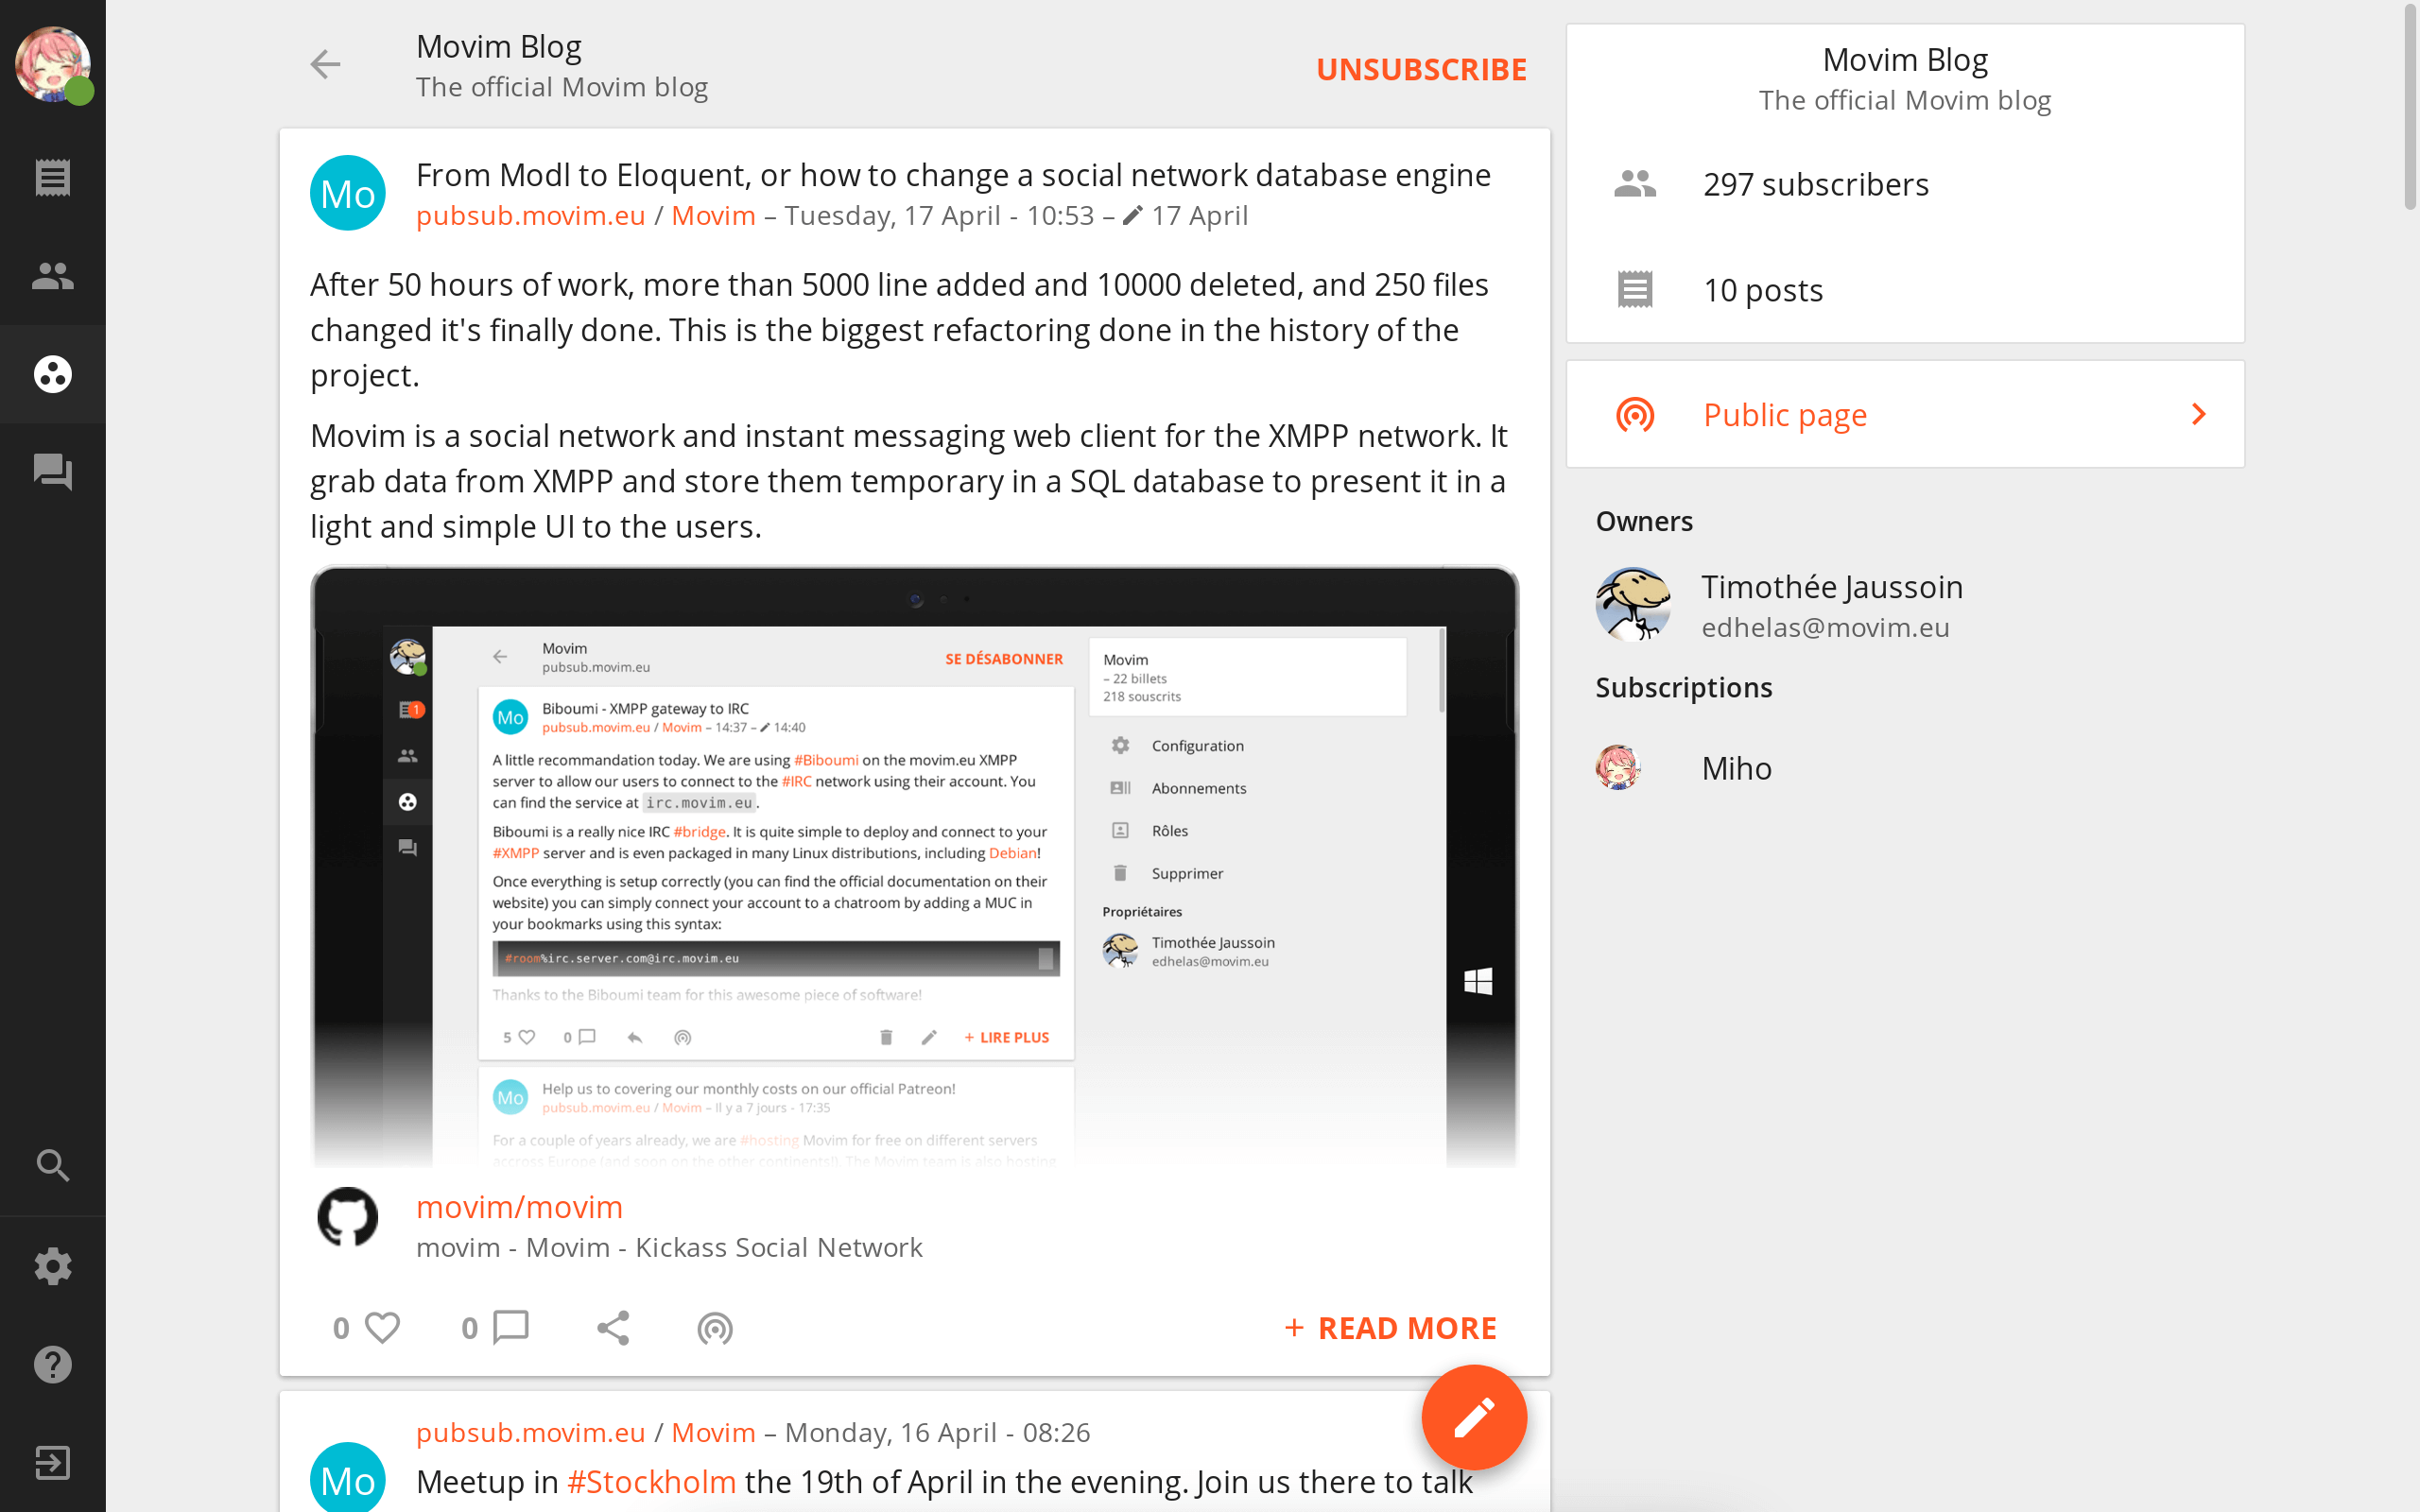 Movim Blog
The official Movim blog
UNSUBSCRIBE
Mo
From Modl to Eloquent, or how to change a social network database engine
pubsub.movim.eu / Movim – Tuesday, 17 April - 10:53 – 17 April
After 50 hours of work, more than 5000 line added and 10000 deleted, and 250 files
changed it's finally done. This is the biggest refactoring done in the history of the
project.
Movim is a social network and instant messaging web client for the XMPP network. It
grab data from XMPP and store them temporary in a SQL database to present it in a
light and simple UI to the users.
1
Movim
pubsub.movim.eu
SE DÉSABONNER
Mo
Biboumi - XMPP gateway to IRC
pubsub.movim.eu / Movim – 14:37 – 14:40
A little recommandation today. We are using #Biboumi on the movim.eu XMPP
server to allow our users to connect to the #IRC network using their account. You
can find the service at irc.movim.eu.
Biboumi is a really nice IRC #bridge. It is quite simple to deploy and connect to your
#XMPP server and is even packaged in many Linux distributions, including Debian!
Once everything is setup correctly (you can find the official documentation on their
website) you can simply connect your account to a chatroom by adding a MUC in
your bookmarks using this syntax:
#room%irc.server.com@irc.movim.eu
Thanks to the Biboumi team for this awesome piece of software!
5
0
+ LIRE PLUS
Mo
Help us to covering our monthly costs on our official Patreon!
pubsub.movim.eu / Movim – Il y a 7 jours - 17:35
For a couple of years already, we are #hosting Movim for free on different servers
accross Europe (and soon on the other continents!). The Movim team is also hosting
Movim
– 22 billets
218 souscrits
Configuration
Abonnements
Rôles
Supprimer
Propriétaires
Timothée Jaussoin
edhelas@movim.eu
movim/movim
movim - Movim - Kickass Social Network
0
0
+ READ MORE
Mo
pubsub.movim.eu / Movim – Monday, 16 April - 08:26
Meetup in #Stockholm the 19th of April in the evening. Join us there to talk
Movim Blog
The official Movim blog
297 subscribers
10 posts
Public page
Owners
Timothée Jaussoin
edhelas@movim.eu
Subscriptions
Miho